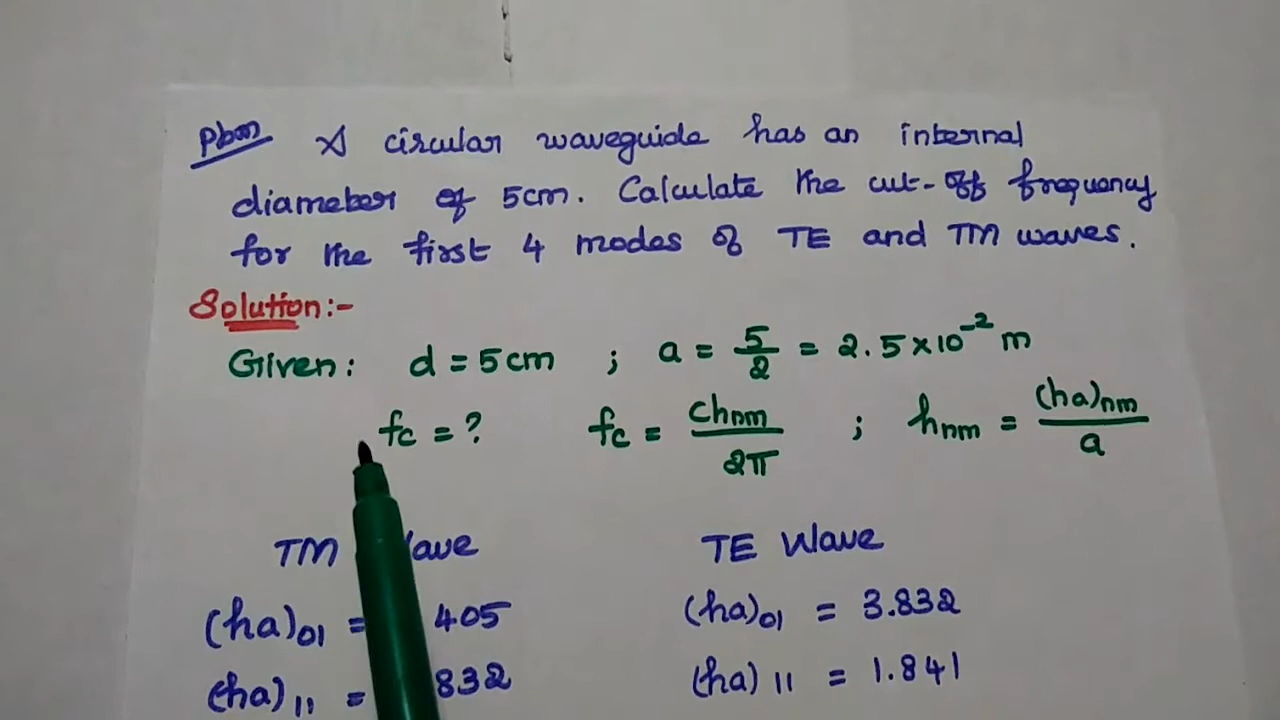 Pbm A circular waveguide has an internal
diameter of 5cm. Calculate the cut-off frequency
for the first 4 modes of TE and TM waves.
Solution:-
Given: d = 5cm ; a = 5/2 = 2.5×10⁻² m
fc = ? fc = chnm/2π ; hnm = (ha)nm/a
TM ave TE Wave
(ha)01 = 405 (ha)01 = 3.832
(ha)11 = 832 (ha)11 = 1.841